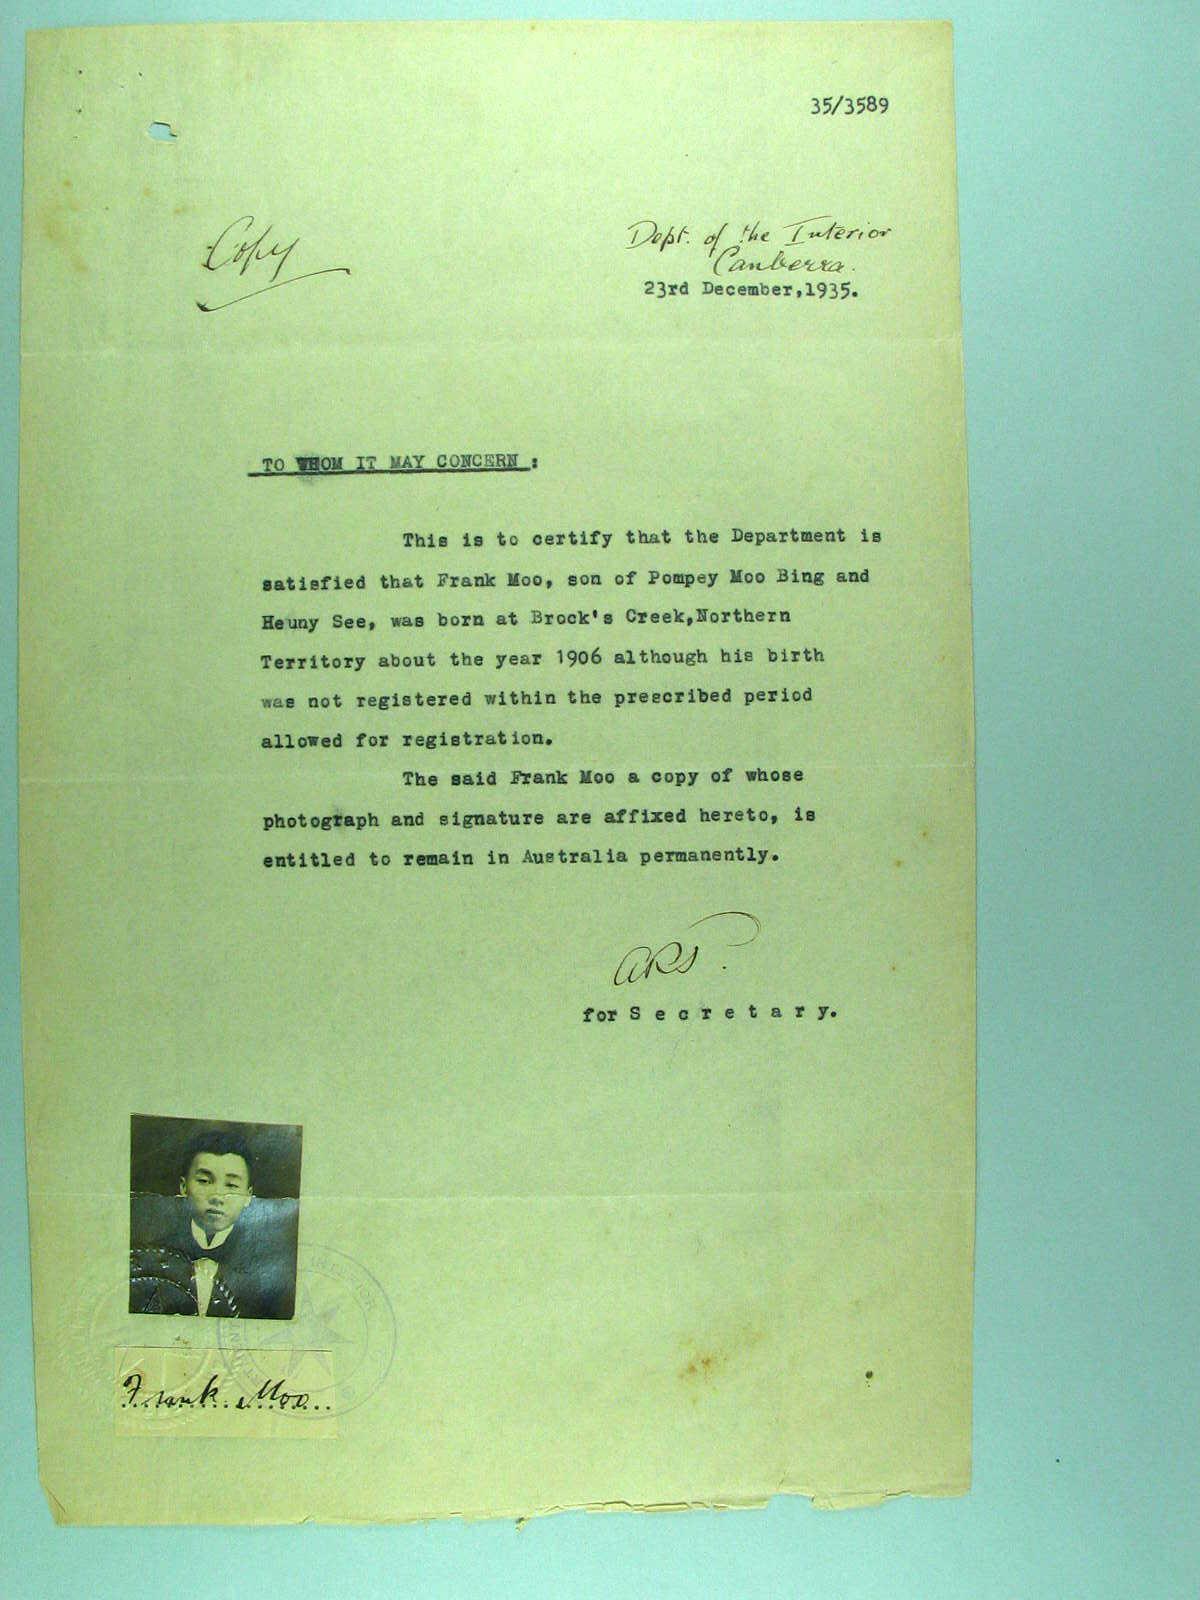 35/3589
Copy
Dept. of the Interior
Canberra.
23rd December,1935.
TO WHOM IT MAY CONCERN :
This is to certify that the Department is
satisfied that Frank Moo, son of Pompey Moo Bing and
Heuny See, was born at Brock's Creek,Northern
Territory about the year 1906 although his birth
was not registered within the prescribed period
allowed for registration.
The said Frank Moo a copy of whose
photograph and signature are affixed hereto, is
entitled to remain in Australia permanently.
ARS.
for Secretary.
Frank Moo